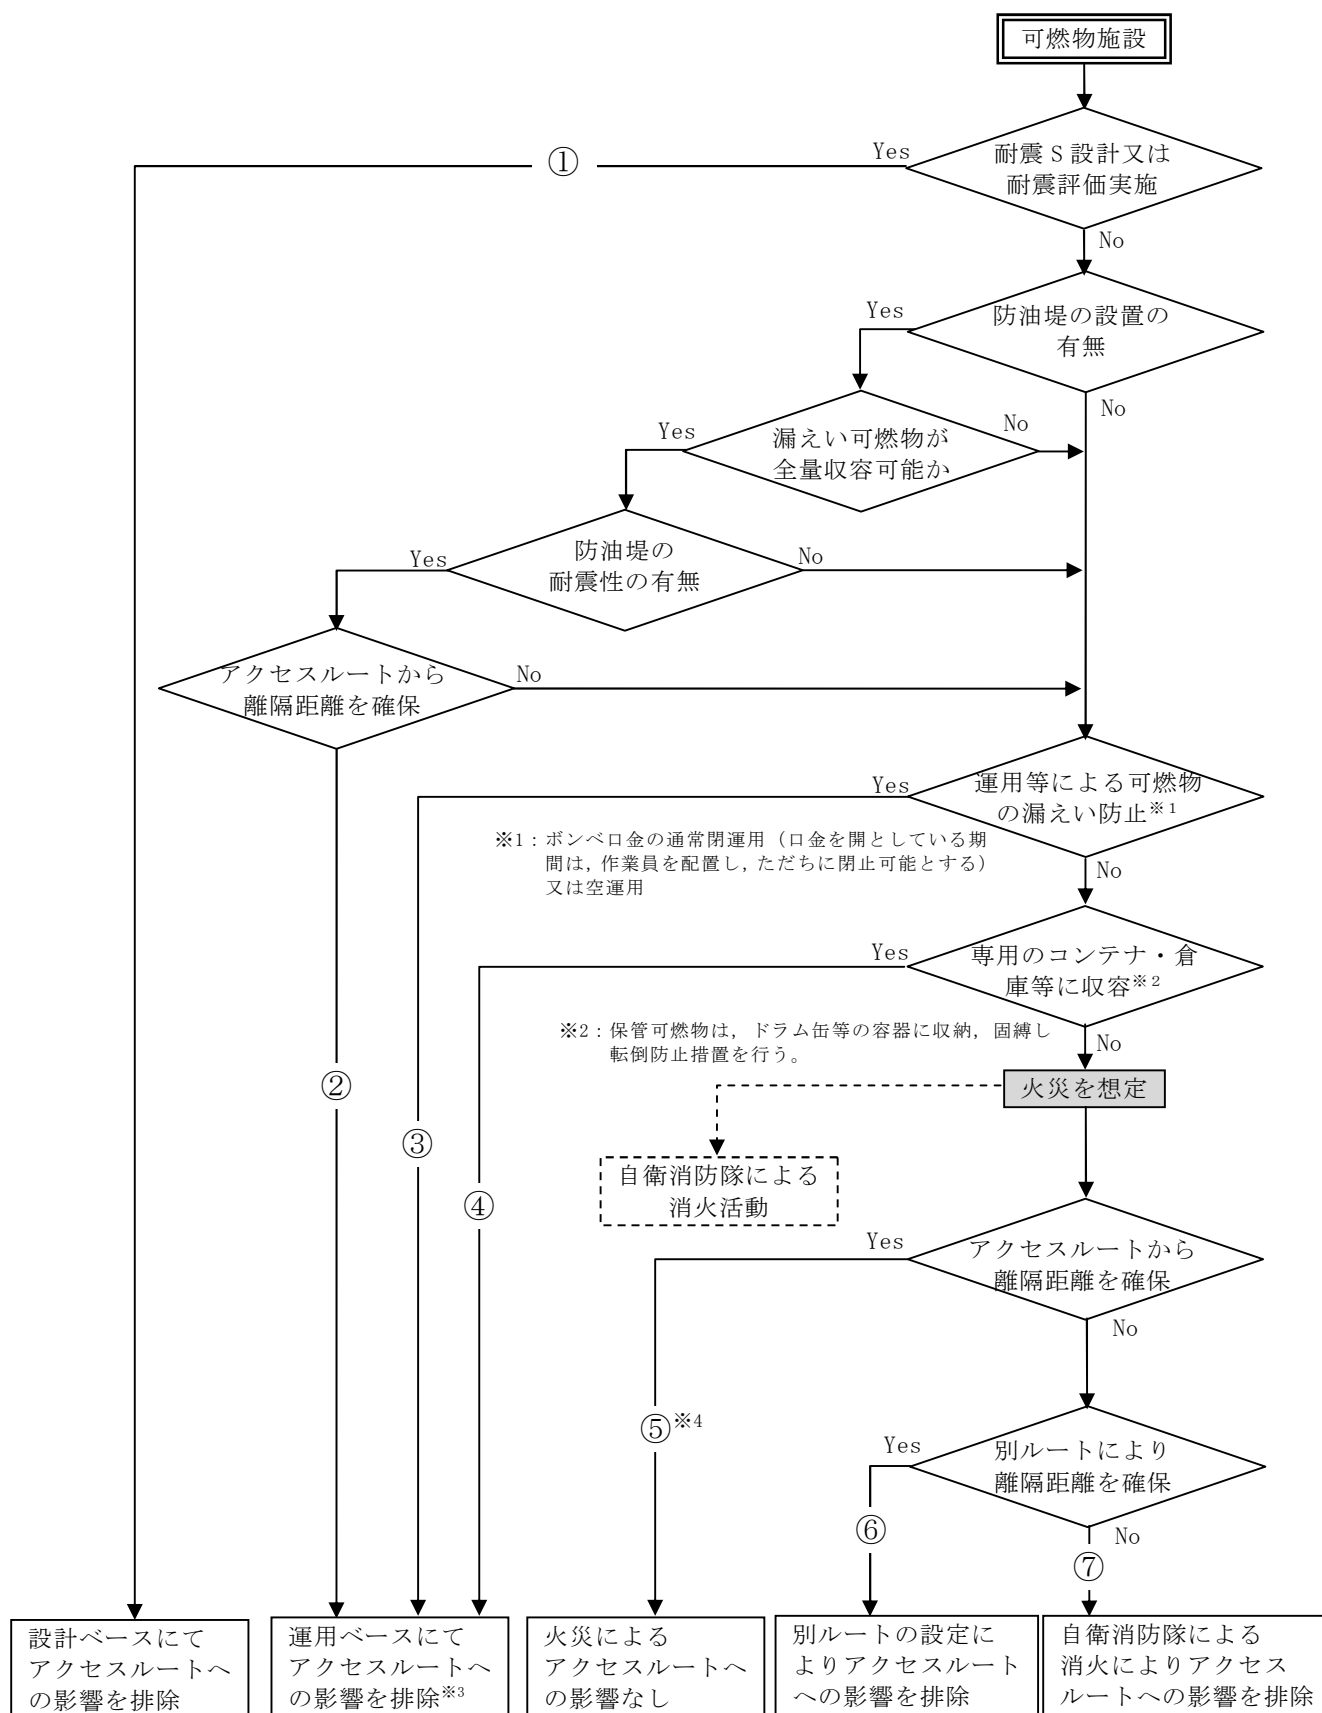 可燃物施設
耐震 S 設計又は
耐震評価実施
Yes
①
No
防油堤の設置の
有無
Yes
No
漏えい可燃物が
全量収容可能か
Yes
No
防油堤の
耐震性の有無
Yes
No
アクセスルートから
離隔距離を確保
No
運用等による可燃物
の漏えい防止※1
Yes
※1：ボンベ口金の通常閉運用（口金を開としている期
間は，作業員を配置し，ただちに閉止可能とする）
又は空運用
No
専用のコンテナ・倉
庫等に収容※2
Yes
※2：保管可燃物は，ドラム缶等の容器に収納，固縛し
転倒防止措置を行う。
No
火災を想定
②
③
④
自衛消防隊による
消火活動
アクセスルートから
離隔距離を確保
Yes
No
⑤※4
別ルートにより
離隔距離を確保
Yes
⑥
No
⑦
設計ベースにて
アクセスルートへ
の影響を排除
運用ベースにて
アクセスルートへ
の影響を排除※3
火災による
アクセスルートへ
の影響なし
別ルートの設定に
よりアクセスルート
への影響を排除
自衛消防隊による
消火によりアクセス
ルートへの影響を排除